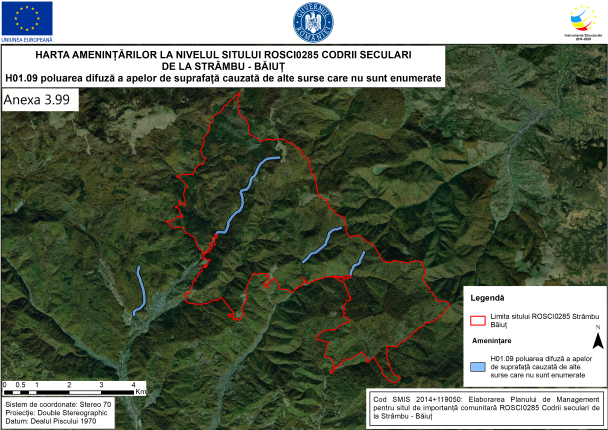 UNIUNEA EUROPEANĂ
GUVERNUL ROMÂNIEI
Instrumente Structurale
2014-2020
HARTA AMENINȚĂRILOR LA NIVELUL SITULUI ROSCI0285 CODRII SECULARI
DE LA STRÂMBU - BĂIUȚ
H01.09 poluarea difuză a apelor de suprafață cauzată de alte surse care nu sunt enumerate
Anexa 3.99
Legendă
Limita sitului ROSCI0285 Strâmbu
Băiuț
Amenințare
N
H01.09 poluarea difuză a apelor
de suprafață cauzată de alte
surse care nu sunt enumerate
0 0.5 1 2 3 4
Km
Sistem de coordonate: Stereo 70
Proiecție: Double Stereographic
Datum: Dealul Piscului 1970
Cod SMIS 2014+119050: Elaborarea Planului de Management
pentru situl de importanță comunitară ROSCI0285 Codrii seculari de
la Strâmbu - Băiuț